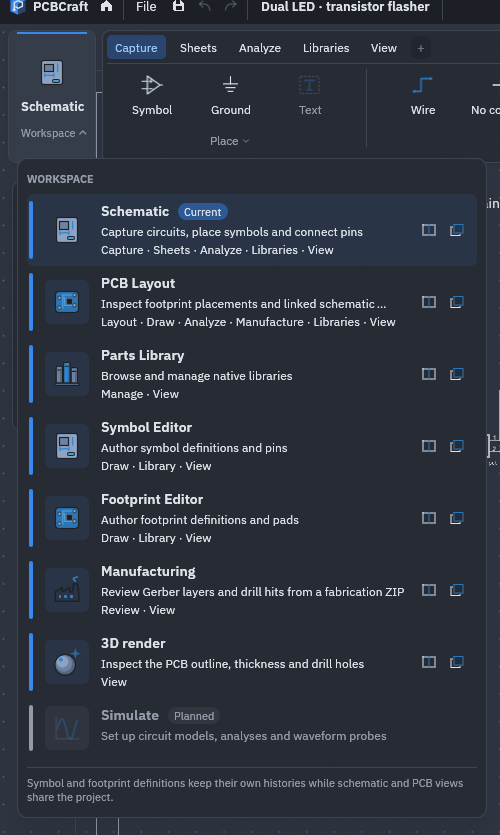 PCBCraft File Dual LED · transistor flasher
Capture Sheets Analyze Libraries View +
Schematic
Workspace
Symbol Ground Text Wire
Place
WORKSPACE
Schematic Current
Capture circuits, place symbols and connect pins
Capture · Sheets · Analyze · Libraries · View
PCB Layout
Inspect footprint placements and linked schematic ...
Layout · Draw · Analyze · Manufacture · Libraries · View
Parts Library
Browse and manage native libraries
Manage · View
Symbol Editor
Author symbol definitions and pins
Draw · Library · View
Footprint Editor
Author footprint definitions and pads
Draw · Library · View
Manufacturing
Review Gerber layers and drill hits from a fabrication ZIP
Review · View
3D render
Inspect the PCB outline, thickness and drill holes
View
Simulate Planned
Set up circuit models, analyses and waveform probes
Symbol and footprint definitions keep their own histories while schematic and PCB views
share the project.